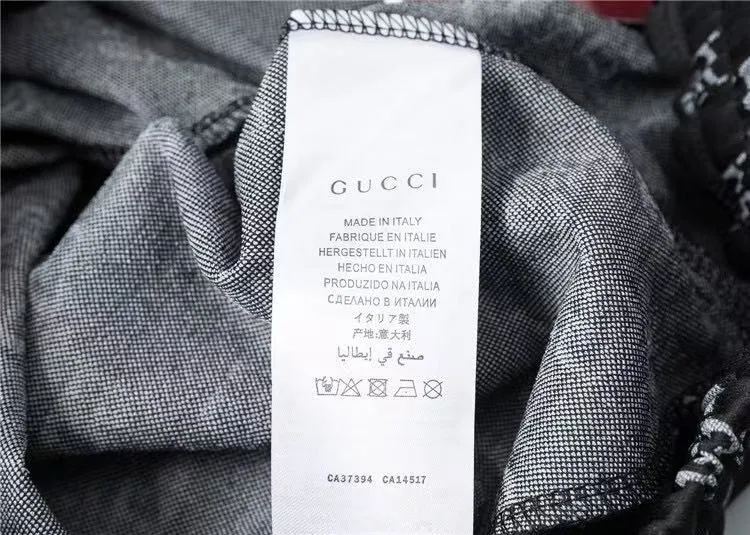 GUCCI
MADE IN ITALY
FABRIQUE EN ITALIE
HERGESTELLT IN ITALIEN
HECHO EN ITALIA
PRODUZIDO NA ITALIA
СДЕЛАНО В ИТАЛИИ
イタリア製
产地:意大利
صنع في إيطاليا
CA37394 CA14517